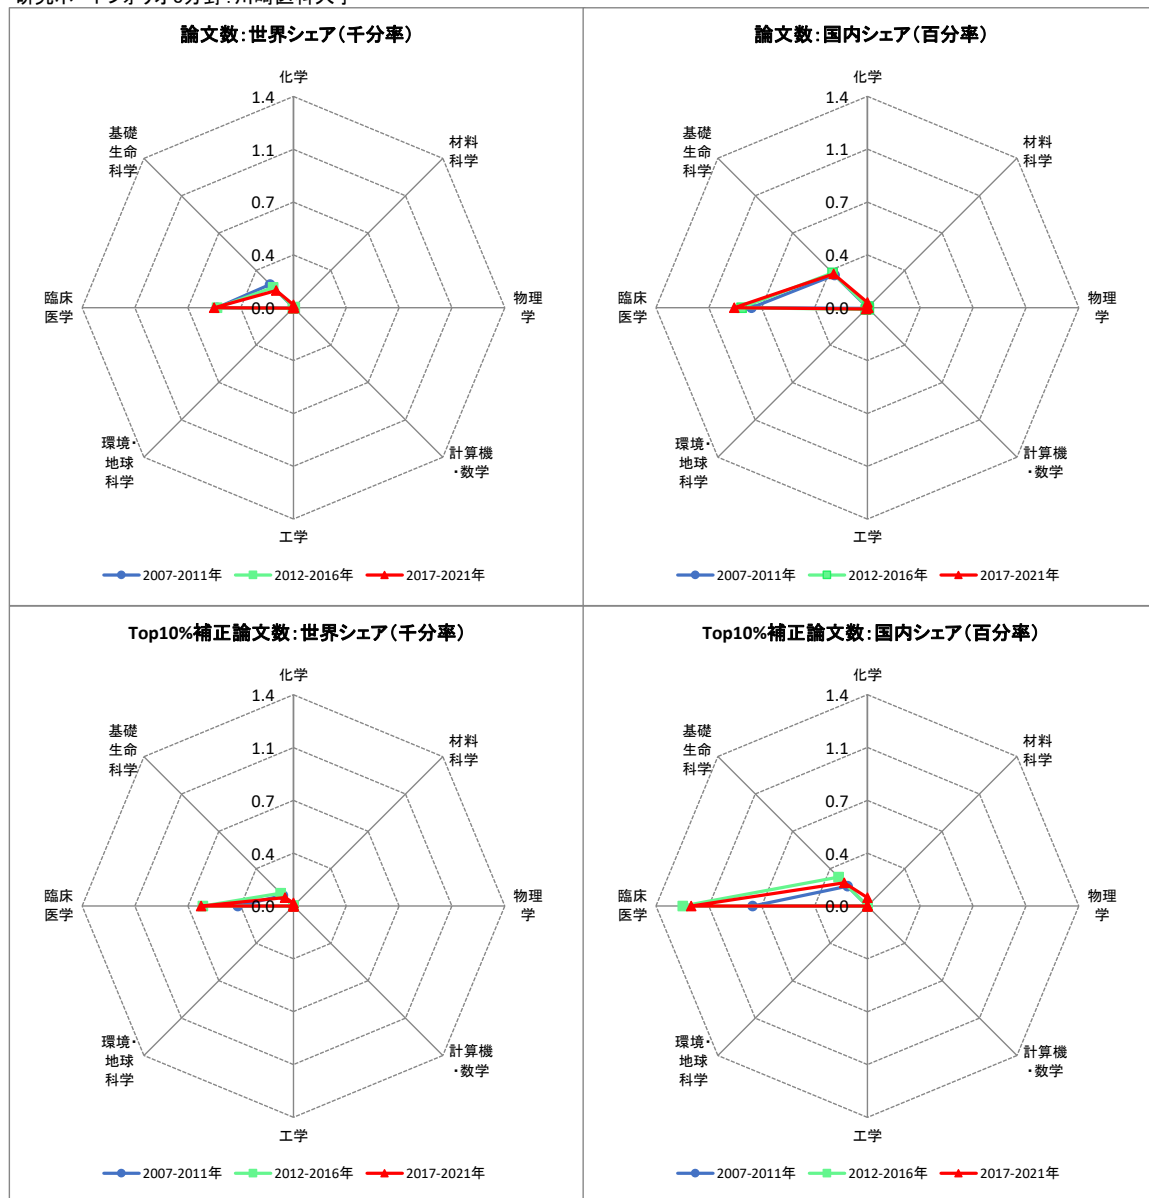 論文数：世界シェア（千分率）
化学
1.4
基礎
生命
科学
材料
科学
1.1
0.7
0.4
臨床
医学
0.0
物理
学
環境・
地球
科学
計算機
・数学
工学
2007-2011年 2012-2016年 2017-2021年
論文数：国内シェア（百分率）
化学
1.4
基礎
生命
科学
材料
科学
1.1
0.7
0.4
臨床
医学
0.0
物理
学
環境・
地球
科学
計算機
・数学
工学
2007-2011年 2012-2016年 2017-2021年
Top10%補正論文数：世界シェア（千分率）
化学
1.4
基礎
生命
科学
材料
科学
1.1
0.7
0.4
臨床
医学
0.0
物理
学
環境・
地球
科学
計算機
・数学
工学
2007-2011年 2012-2016年 2017-2021年
Top10%補正論文数：国内シェア（百分率）
化学
1.4
基礎
生命
科学
材料
科学
1.1
0.7
0.4
臨床
医学
0.0
物理
学
環境・
地球
科学
計算機
・数学
工学
2007-2011年 2012-2016年 2017-2021年